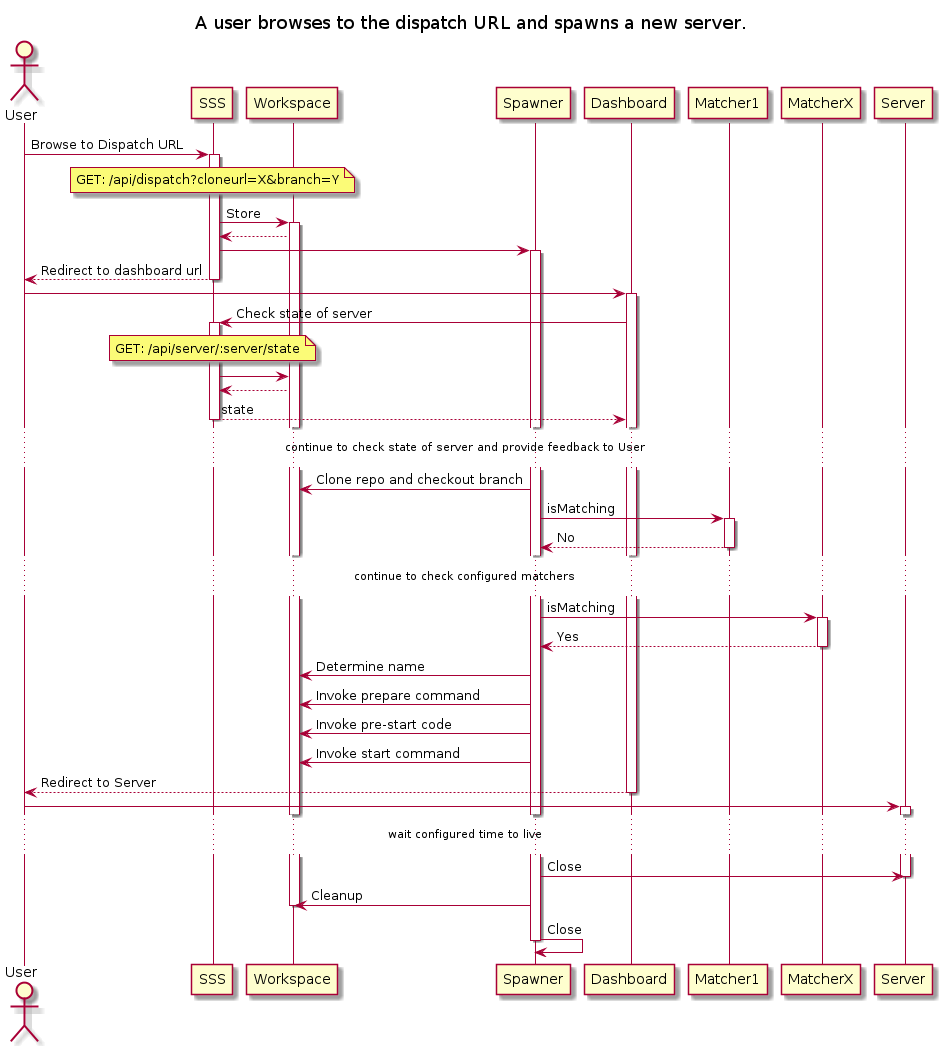 A user browses to the dispatch URL and spawns a new server.
User
SSS
Workspace
Spawner
Dashboard
Matcher1
MatcherX
Server
Browse to Dispatch URL
GET: /api/dispatch?cloneurl=X&branch=Y
Store
Redirect to dashboard url
Check state of server
GET: /api/server/:server/state
state
continue to check state of server and provide feedback to User
Clone repo and checkout branch
isMatching
No
continue to check configured matchers
isMatching
Yes
Determine name
Invoke prepare command
Invoke pre-start code
Invoke start command
Redirect to Server
wait configured time to live
Close
Cleanup
Close
User
SSS
Workspace
Spawner
Dashboard
Matcher1
MatcherX
Server